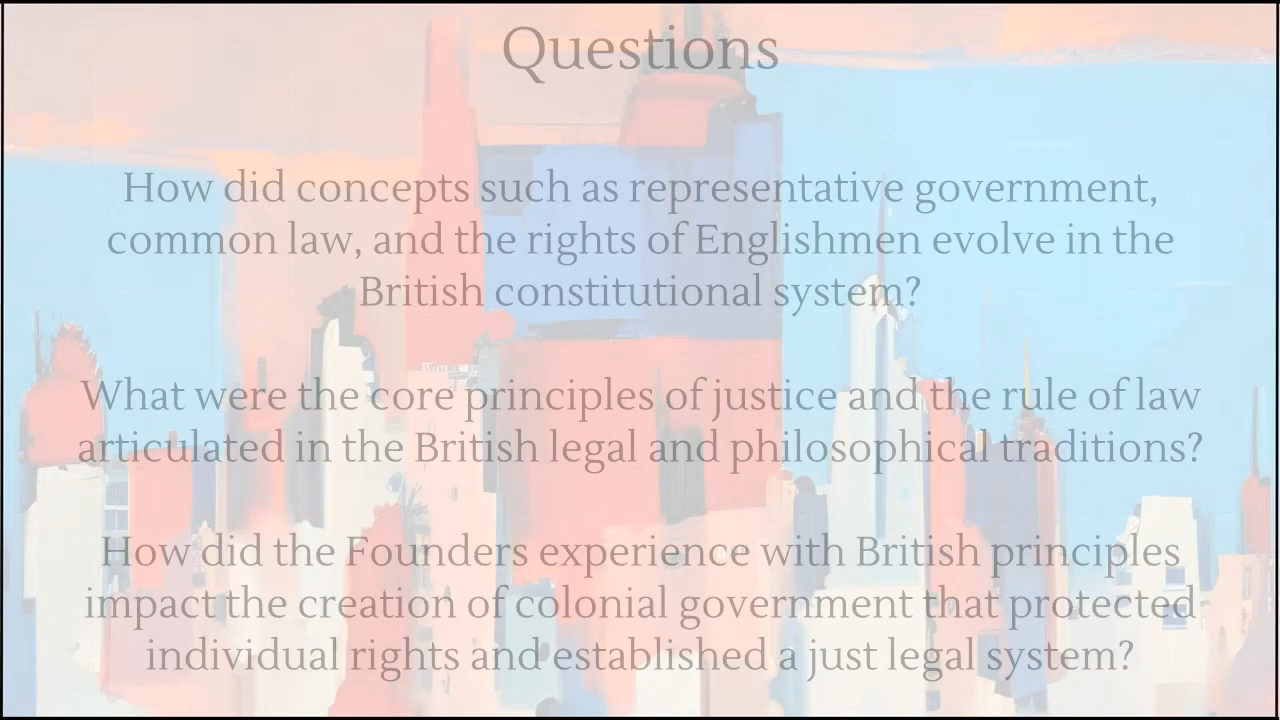 Questions
How did concepts such as representative government,
common law, and the rights of Englishmen evolve in the
British constitutional system?
What were the core principles of justice and the rule of law
articulated in the British legal and philosophical traditions?
How did the Founders experience with British principles
impact the creation of colonial government that protected
individual rights and established a just legal system?